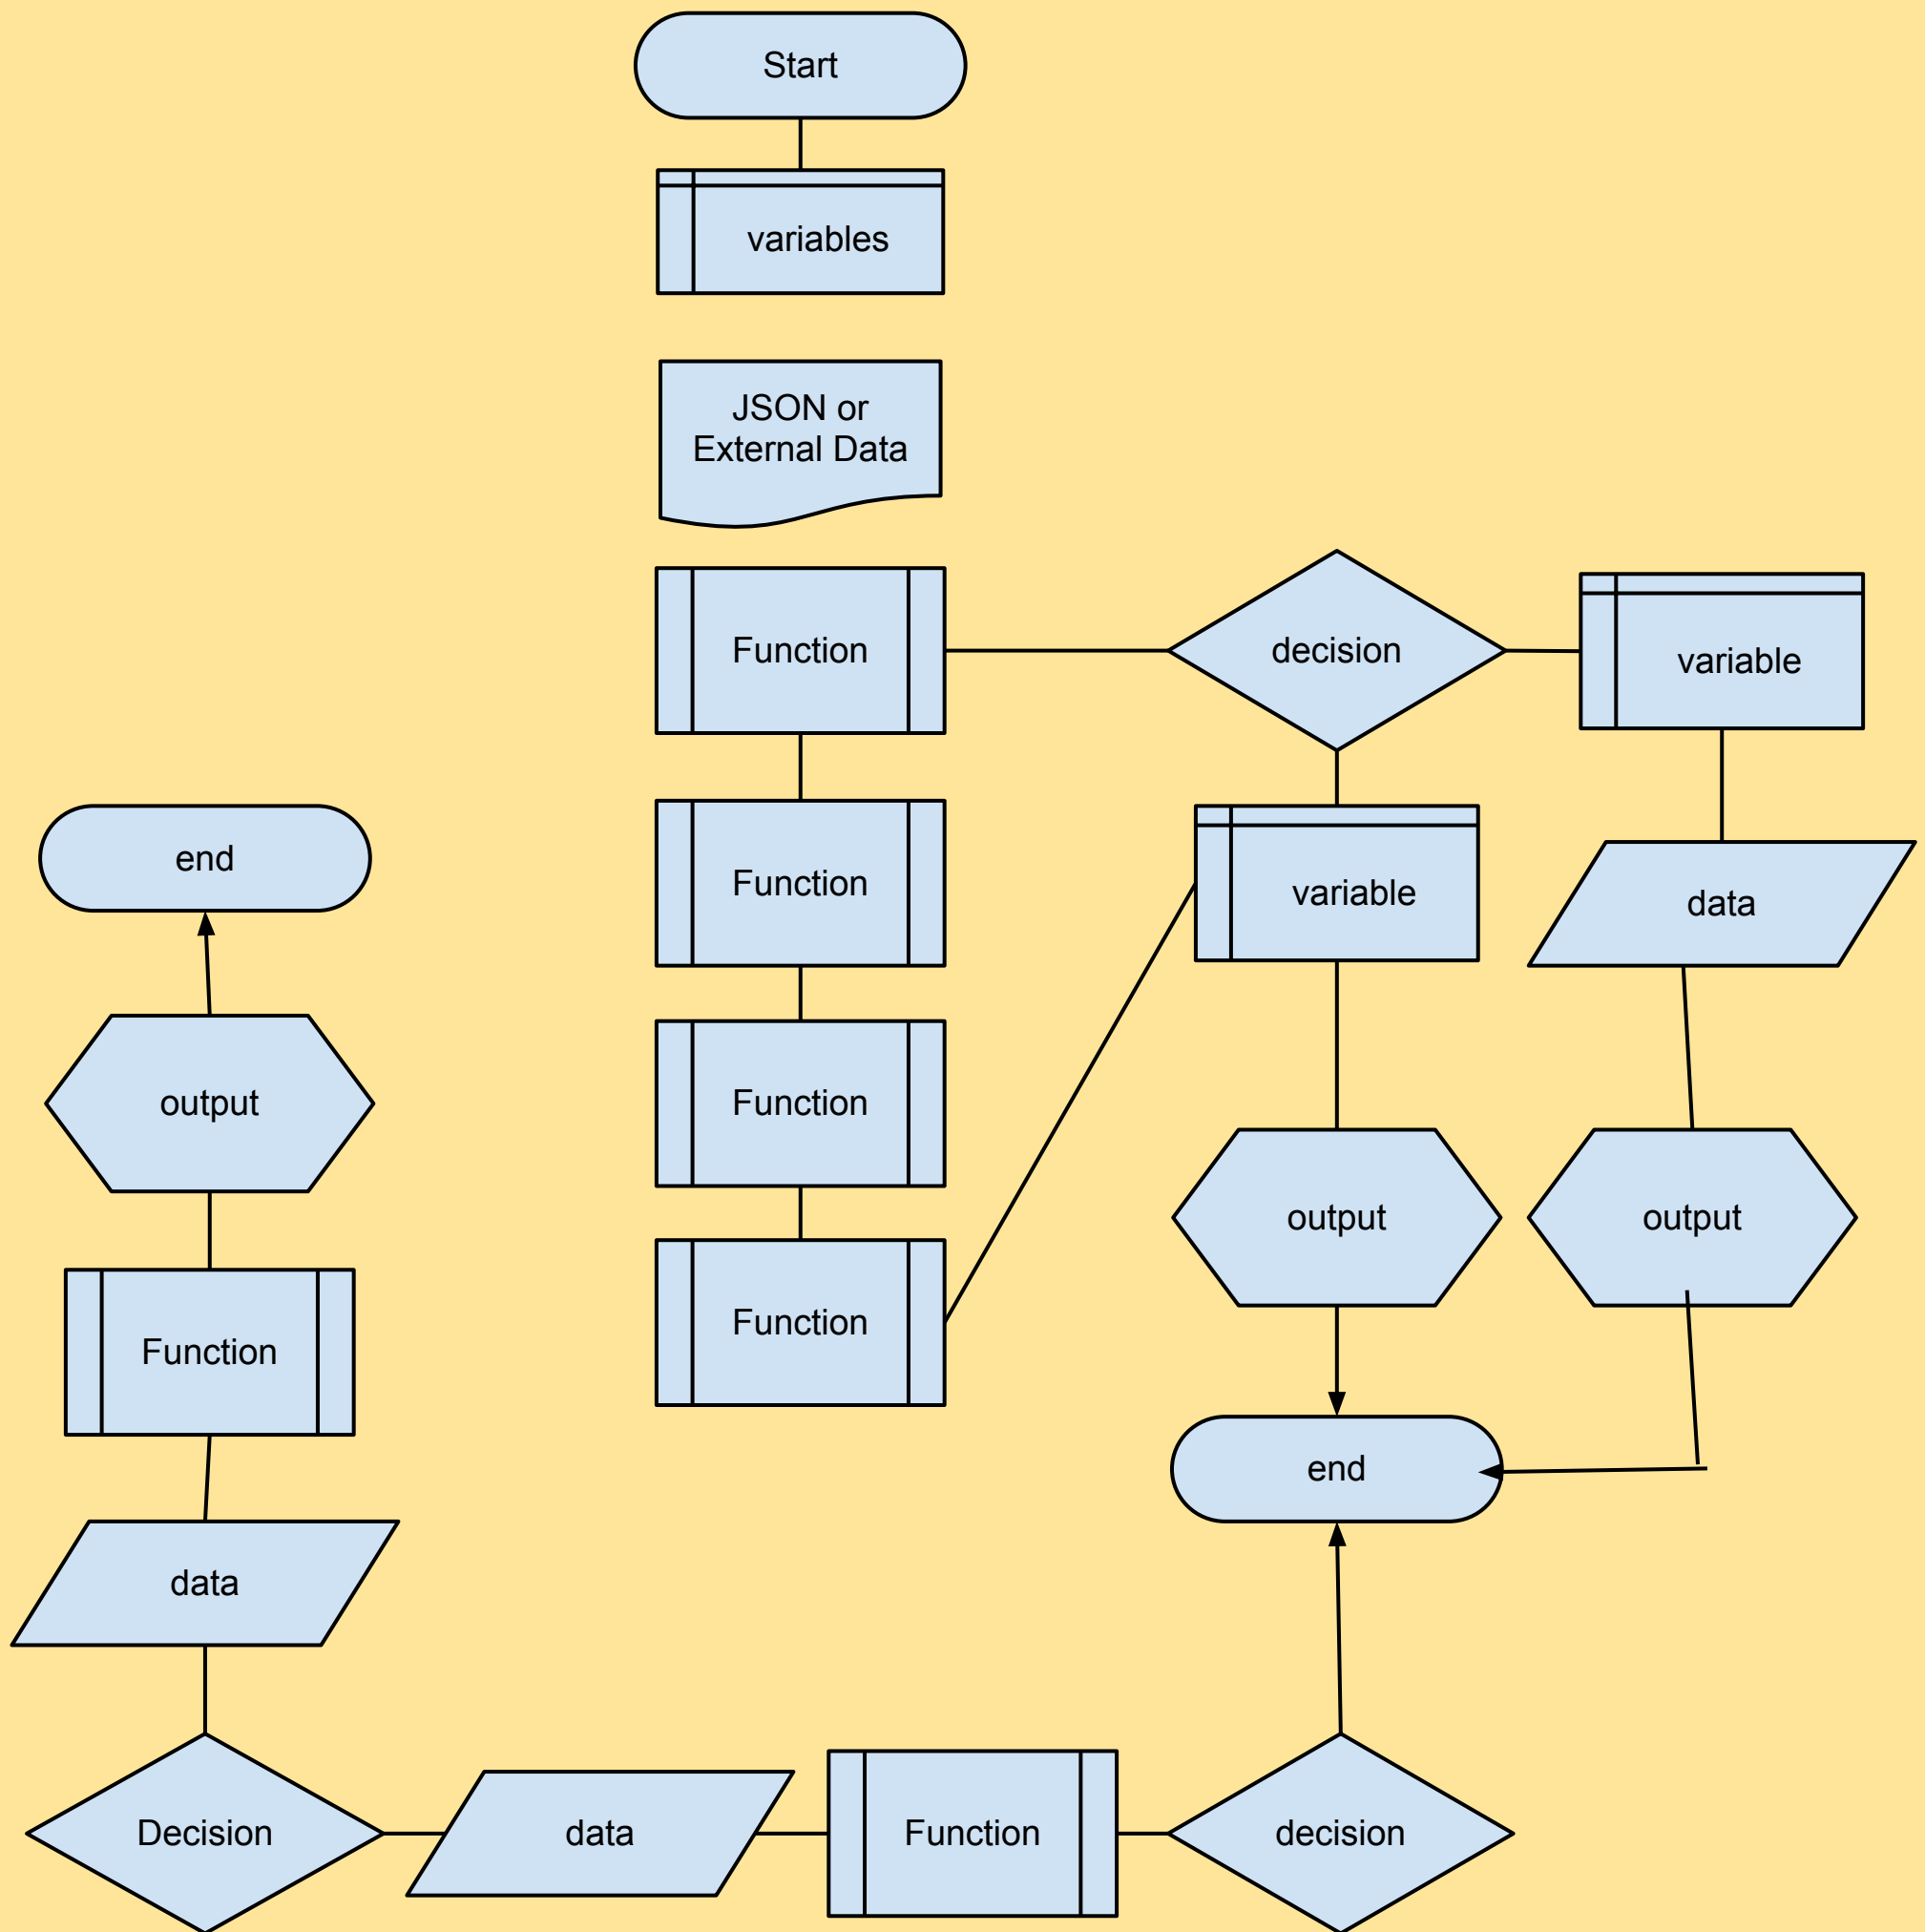 Start
variables
JSON or
External Data
Function
decision
variable
Function
variable
data
end
Function
output
output
output
Function
Function
end
data
Decision
data
Function
decision